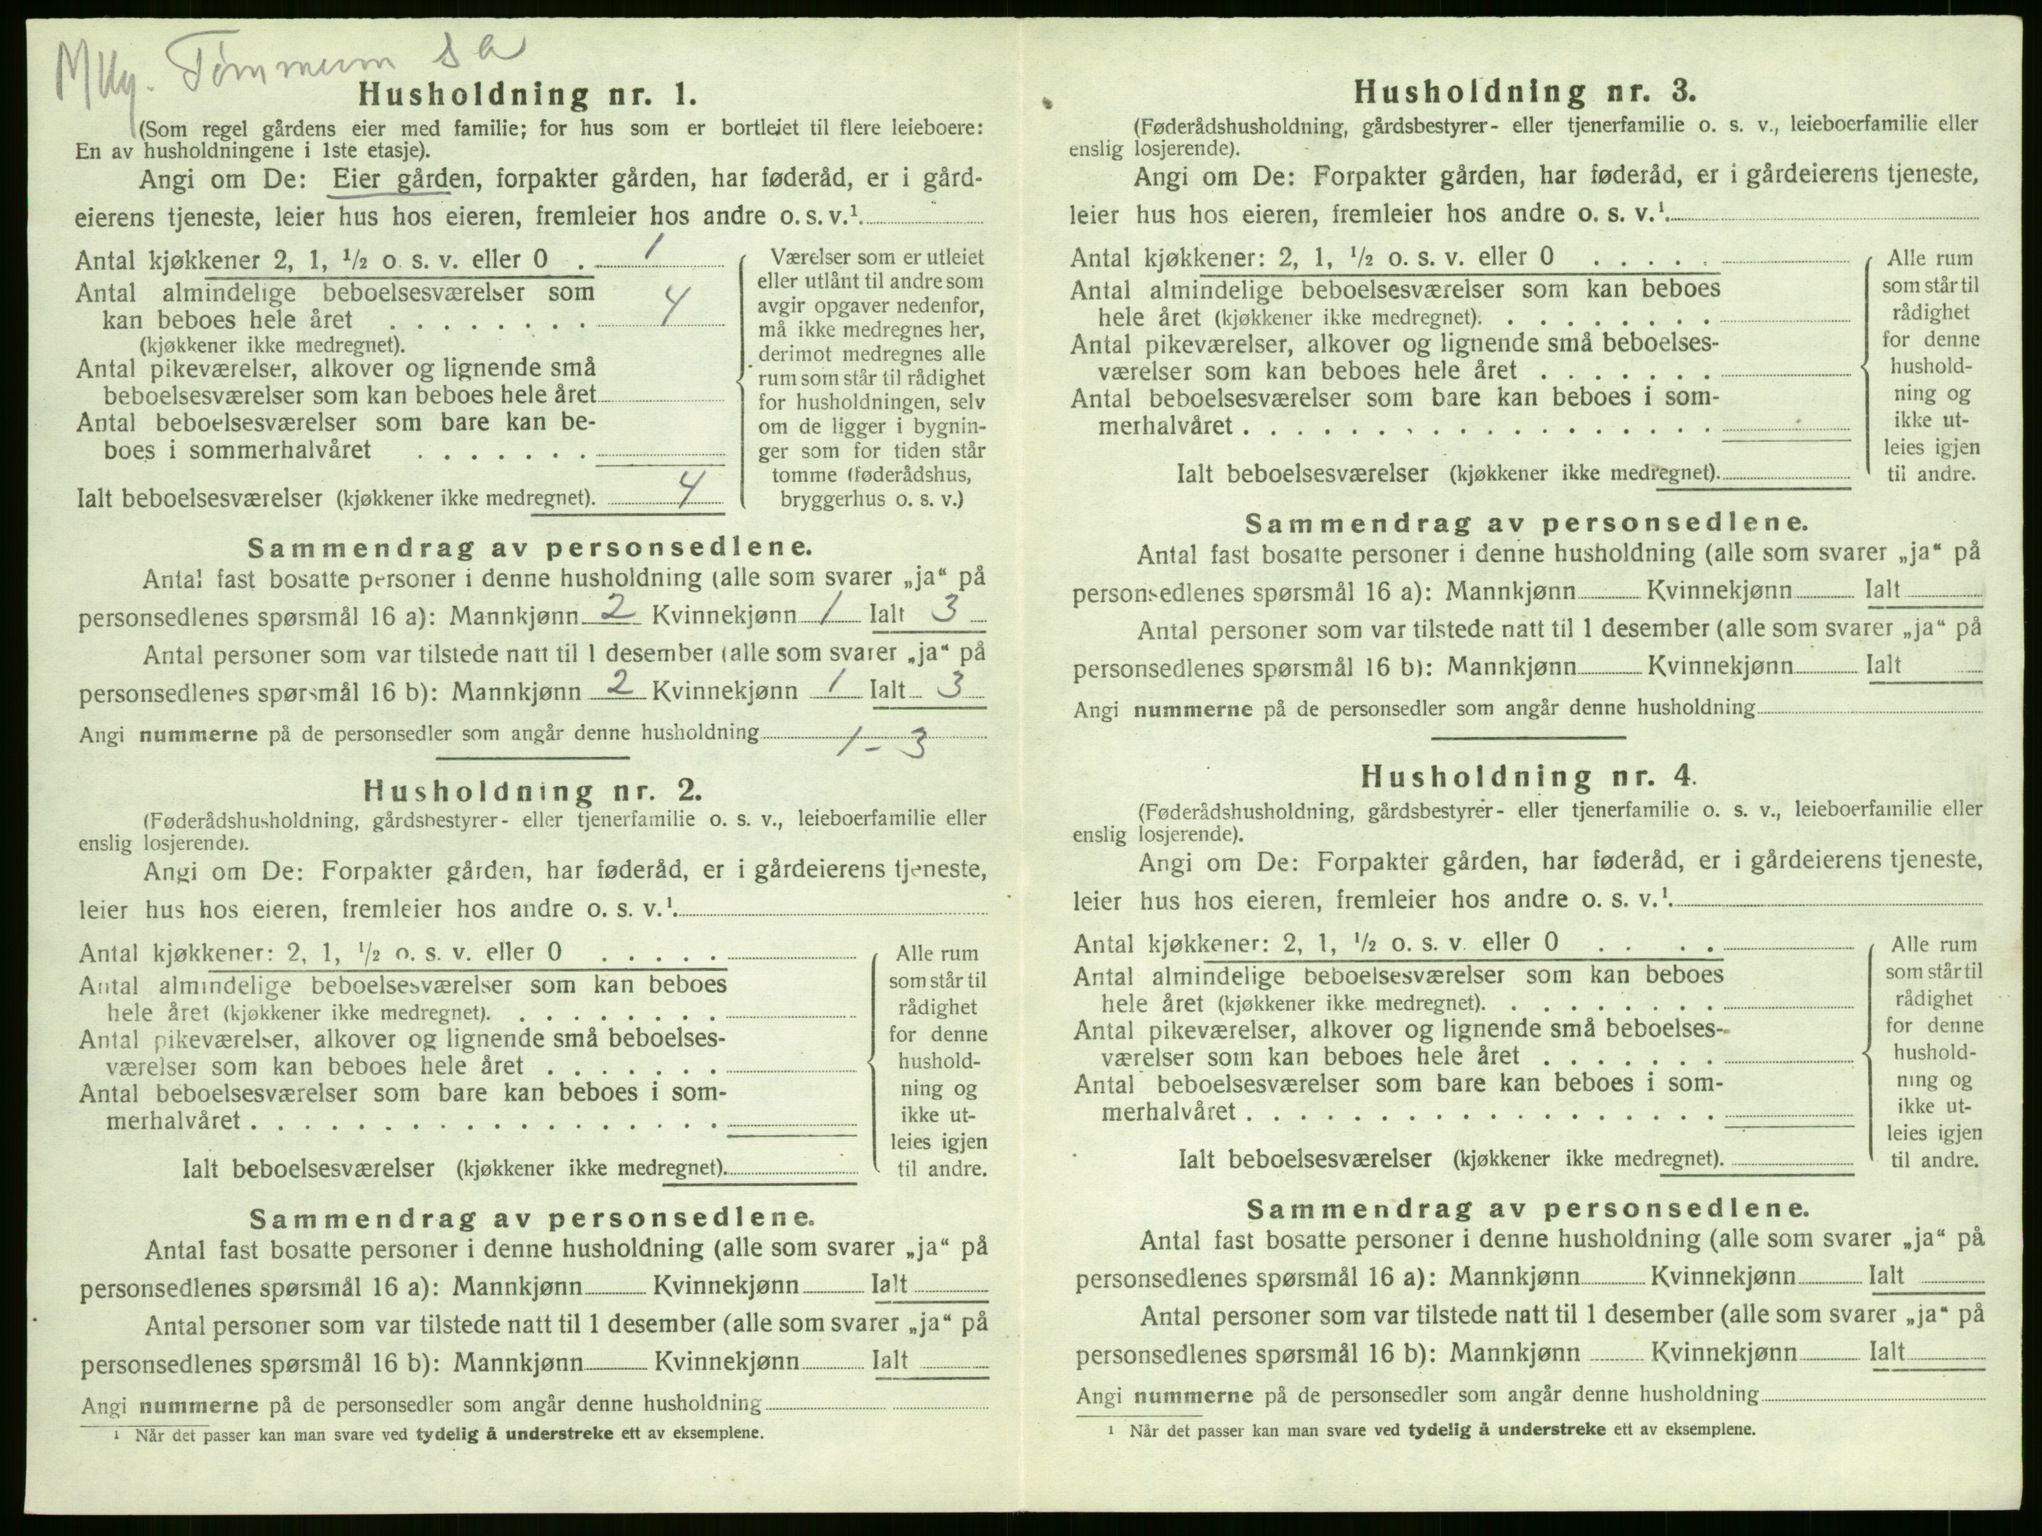 Tømmerm
Husholdning nr. 1.
(Som regel gårdens eier med familie; for hus som er bortleiet til flere leieboere:
En av husholdningene i 1ste etasje).
Angi om De: Eier gården, forpakter gården, har føderåd, er i gård-
eierens tjeneste, leier hus hos eieren, fremleier hos andre o. s. v.¹.
Antal kjøkkener 2, 1, ½ o. s. v. eller 0 . 1
Antal almindelige beboelsesværelser som
kan beboes hele året . . . . . . . 4
(kjøkkener ikke medregnet).
Antal pikeværelser, alkover og lignende små
beboelsesværelser som kan beboes hele året
Antal beboelsesværelser som bare kan be-
boes i sommerhalvåret . . . . . . .
Ialt beboelsesværelser (kjøkkener ikke medregnet). 4
Værelser som er utleiet
eller utlånt til andre som
avgir opgaver nedenfor,
må ikke medregnes her,
derimot medregnes alle
rum som står til rådighet
for husholdningen, selv
om de ligger i bygnin-
ger som for tiden står
tomme (føderådshus,
bryggerhus o. s. v.)
Sammendrag av personsedlene.
Antal fast bosatte personer i denne husholdning (alle som svarer „ja“ på
personsedlenes spørsmål 16 a): Mannkjønn 2 Kvinnekjønn 1 Ialt 3
Antal personer som var tilstede natt til 1 desember (alle som svarer „ja“ på
personsedlenes spørsmål 16 b): Mannkjønn 2 Kvinnekjønn 1 Ialt 3
Angi nummerne på de personsedler som angår denne husholdning 1-3
Husholdning nr. 2.
(Føderådshusholdning, gårdsbestyrer- eller tjenerfamilie o. s. v., leieboerfamilie eller
enslig losjerende).
Angi om De: Forpakter gården, har føderåd, er i gårdeierens tjeneste,
leier hus hos eieren, fremleier hos andre o. s. v.¹.
Antal kjøkkener: 2, 1, ½ o. s. v. eller 0 . . . . .
Antal almindelige beboelsesværelser som kan beboes
hele året (kjøkkener ikke medregnet). . . . . . . .
Antal pikeværelser, alkover og lignende små beboelses-
værelser som kan beboes hele året . . . . . . .
Antal beboelsesværelser som bare kan beboes i som-
merhalvåret . . . . . . . . . . . . . . . . . .
Ialt beboelsesværelser (kjøkkener ikke medregnet).
Alle rum
som står til
rådighet
for denne
hushold-
ning og
ikke ut-
leies igjen
til andre.
Sammendrag av personsedlene.
Antal fast bosatte personer i denne husholdning (alle som svarer „ja“ på
personsedlenes spørsmål 16 a): Mannkjønn Kvinnekjønn Ialt
Antal personer som var tilstede natt til 1 desember (alle som svarer „ja“ på
personsedlenes spørsmål 16 b): Mannkjønn Kvinnekjønn Ialt
Angi nummerne på de personsedler som angår denne husholdning
¹ Når det passer kan man svare ved tydelig å understreke ett av eksemplene.
Husholdning nr. 3.
(Føderådshusholdning, gårdsbestyrer- eller tjenerfamilie o. s. v., leieboerfamilie eller
enslig losjerende).
Angi om De: Forpakter gården, har føderåd, er i gårdeierens tjeneste,
leier hus hos eieren, fremleier hos andre o. s. v.¹.
Antal kjøkkener: 2, 1, ½ o. s. v. eller 0 . . . . .
Antal almindelige beboelsesværelser som kan beboes
hele året (kjøkkener ikke medregnet). . . . . . . .
Antal pikeværelser, alkover og lignende små beboelses-
værelser som kan beboes hele året . . . . . . .
Antal beboelsesværelser som bare kan beboes i som-
merhalvåret . . . . . . . . . . . . . . . . . .
Ialt beboelsesværelser (kjøkkener ikke medregnet).
Alle rum
som står til
rådighet
for denne
hushold-
ning og
ikke ut-
leies igjen
til andre.
Sammendrag av personsedlene.
Antal fast bosatte personer i denne husholdning (alle som svarer „ja“ på
personsedlenes spørsmål 16 a): Mannkjønn Kvinnekjønn Ialt
Antal personer som var tilstede natt til 1 desember (alle som svarer „ja“ på
personsedlenes spørsmål 16 b): Mannkjønn Kvinnekjønn Ialt
Angi nummerne på de personsedler som angår denne husholdning
Husholdning nr. 4.
(Føderådshusholdning, gårdsbestyrer- eller tjenerfamilie o. s. v., leieboerfamilie eller
enslig losjerende).
Angi om De: Forpakter gården, har føderåd, er i gårdeierens tjeneste,
leier hus hos eieren, fremleier hos andre o. s. v.¹.
Antal kjøkkener: 2, 1, ½ o. s. v. eller 0 . . . .
Antal almindelige beboelsesværelser som kan beboes
hele året (kjøkkener ikke medregnet). . . . . . . .
Antal pikeværelser, alkover og lignende små beboelses-
værelser som kan beboes hele året . . . . . . .
Antal beboelsesværelser som bare kan beboes i som-
merhalvåret . . . . . . . . . . . . . . . . . .
Ialt beboelsesværelser (kjøkkener ikke medregnet).
Alle rum
som står til
rådighet
for denne
hushold-
ning og
ikke ut-
leies igjen
til andre.
Sammendrag av personsedlene.
Antal fast bosatte personer i denne husholdning (alle som svarer „ja“ på
personsedlenes spørsmål 16 a): Mannkjønn Kvinnekjønn Ialt
Antal personer som var tilstede natt til 1 desember (alle som svarer „ja“ på
personsedlenes spørsmål 16 b): Mannkjønn Kvinnekjønn Ialt
Angi nummerne på de personsedler som angår denne husholdning
¹ Når det passer kan man svare ved tydelig å understreke ett av eksemplene.